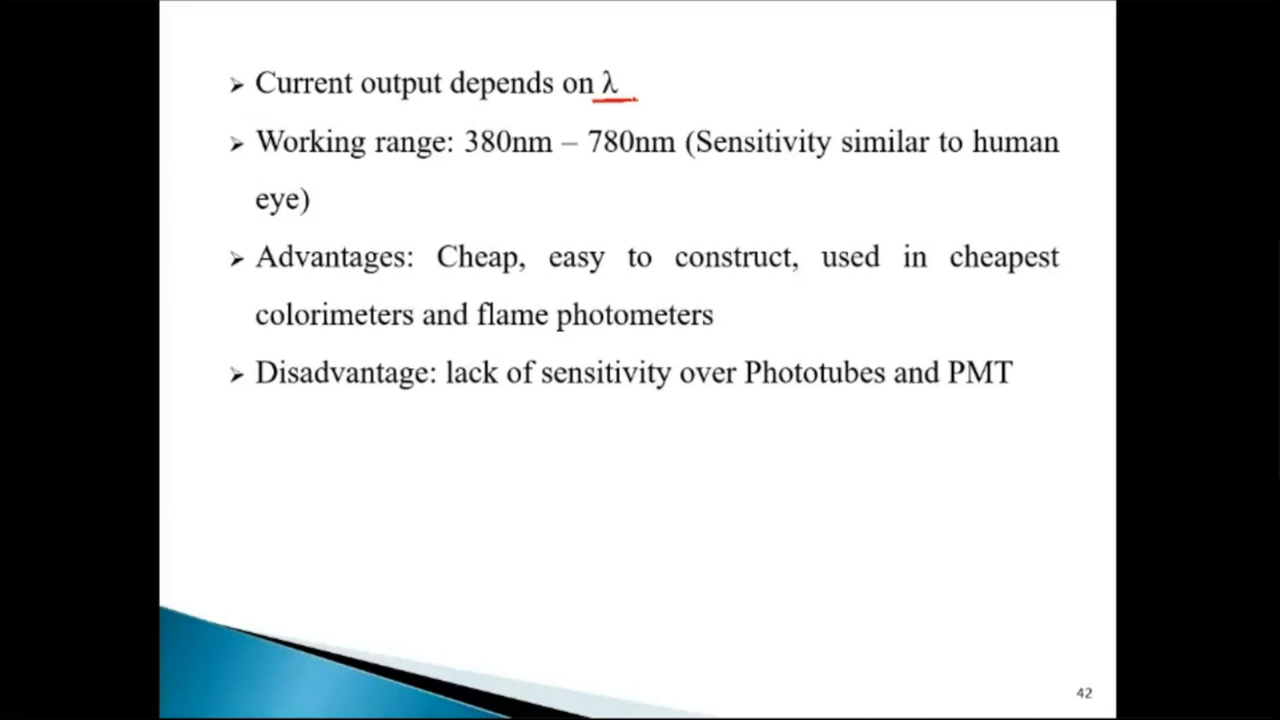 ➢ Current output depends on λ
➢ Working range: 380nm – 780nm (Sensitivity similar to human
eye)
➢ Advantages: Cheap, easy to construct, used in cheapest
colorimeters and flame photometers
➢ Disadvantage: lack of sensitivity over Phototubes and PMT
42